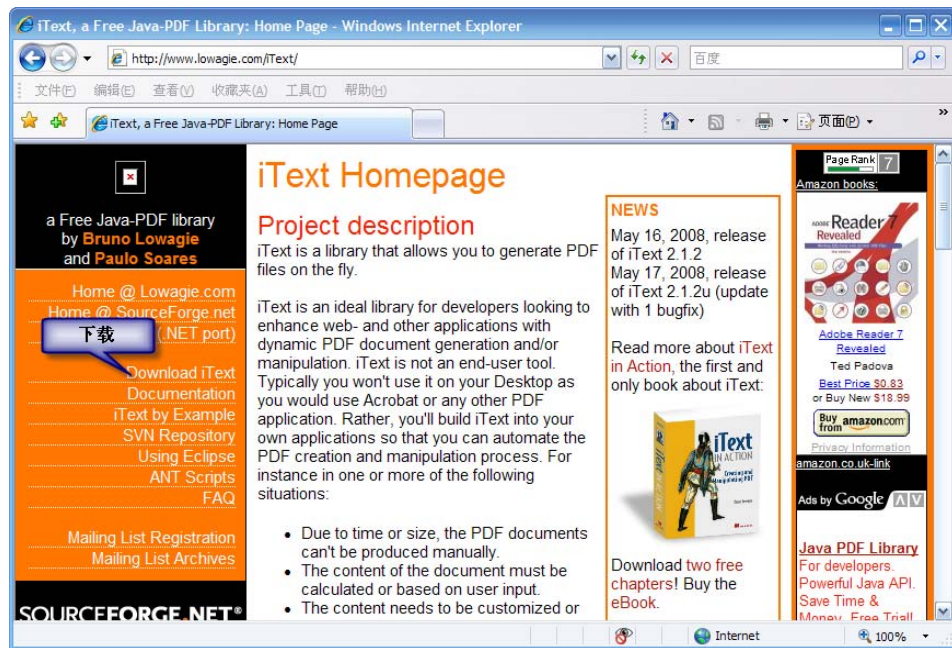 iText, a Free Java-PDF Library: Home Page - Windows Internet Explorer
http://www.lowagie.com/iText/
百度
文件(F) 编辑(E) 查看(V) 收藏夹(A) 工具(T) 帮助(H)
iText, a Free Java-PDF Library: Home Page
页面(P)
a Free Java-PDF library
by Bruno Lowagie
and Paulo Soares
Home @ Lowagie.com
Home @ SourceForge.net
(.NET port)
下载
Download iText
Documentation
iText by Example
SVN Repository
Using Eclipse
ANT Scripts
FAQ
Mailing List Registration
Mailing List Archives
SOURCEFORGE.NET®
iText Homepage
Project description
iText is a library that allows you to generate PDF
files on the fly.
iText is an ideal library for developers looking to
enhance web- and other applications with
dynamic PDF document generation and/or
manipulation. iText is not an end-user tool.
Typically you won't use it on your Desktop as
you would use Acrobat or any other PDF
application. Rather, you'll build iText into your
own applications so that you can automate the
PDF creation and manipulation process. For
instance in one or more of the following
situations:
• Due to time or size, the PDF documents
can't be produced manually.
• The content of the document must be
calculated or based on user input.
• The content needs to be customized or
NEWS
May 16, 2008, release
of iText 2.1.2
May 17, 2008, release
of iText 2.1.2u (update
with 1 bugfix)
Read more about iText
in Action, the first and
only book about iText:
iText
IN ACTION
Creating and
Manipulating PDF
Download two free
chapters! Buy the
eBook.
Page Rank 7
Amazon books:
Adobe Reader 7
Revealed
Adobe Reader 7
Revealed
Ted Padova
Best Price $0.83
or Buy New $18.99
Buy from amazon.com
Privacy Information
amazon.co.uk-link
Ads by Google
Java PDF Library
For developers.
Powerful Java API.
Save Time &
Money. Free Trial!
Internet
100%